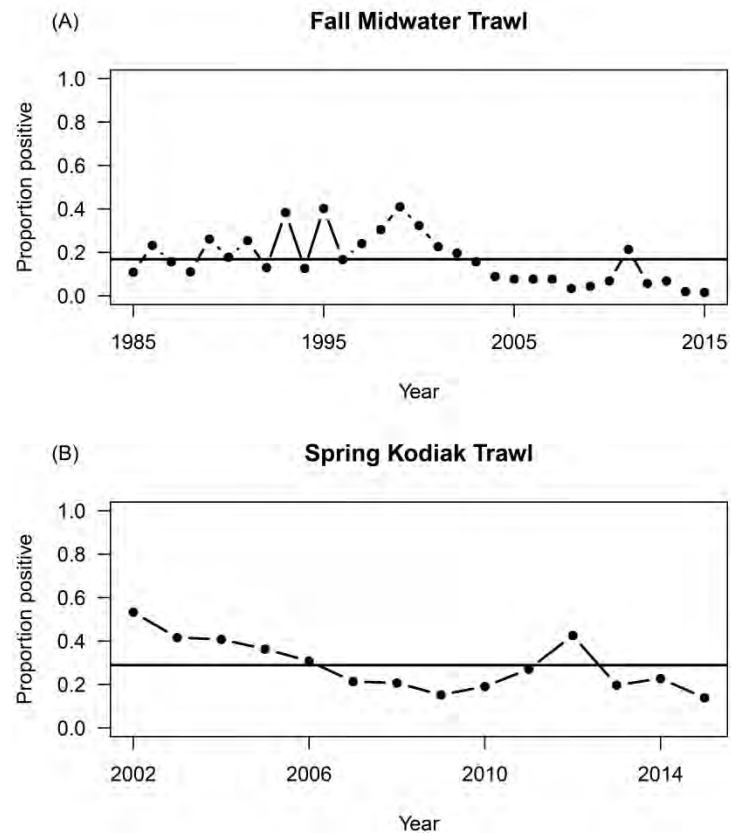 (A) Fall Midwater Trawl
Proportion positive
1.0
0.8
0.6
0.4
0.2
0.0
1985 1995 2005 2015
Year
(B) Spring Kodiak Trawl
Proportion positive
1.0
0.8
0.6
0.4
0.2
0.0
2002 2006 2010 2014
Year